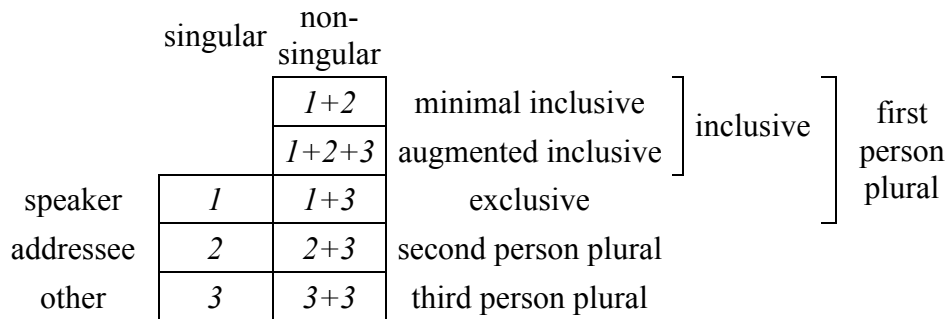 singular non-singular
1+2 minimal inclusive
1+2+3 augmented inclusive
inclusive
first person plural
speaker 1 1+3 exclusive
addressee 2 2+3 second person plural
other 3 3+3 third person plural